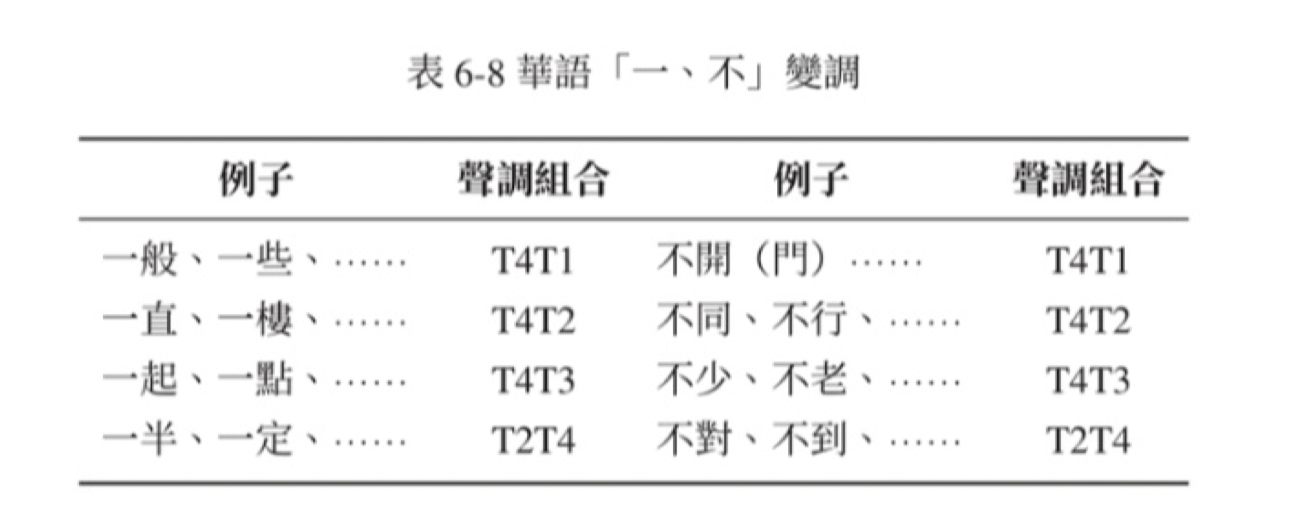 表 6-8 華語「一、不」變調
例子 聲調組合 例子 聲調組合
一般、一些、…… T4T1 不開（門）…… T4T1
一直、一樓、…… T4T2 不同、不行、…… T4T2
一起、一點、…… T4T3 不少、不老、…… T4T3
一半、一定、…… T2T4 不對、不到、…… T2T4